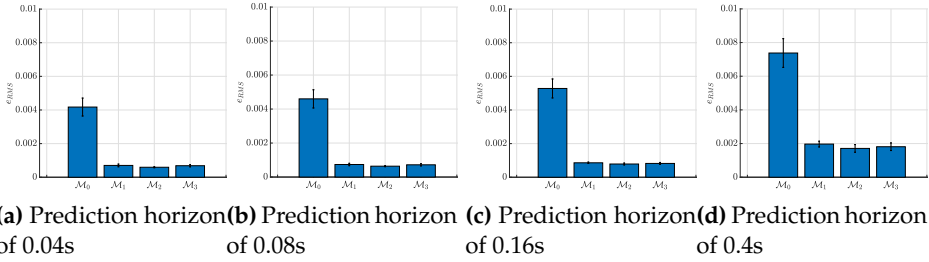 0.01
0.008
0.006
0.004
0.002
0
e_RMS
M₀ M₁ M₂ M₃
0.01
0.008
0.006
0.004
0.002
0
e_RMS
M₀ M₁ M₂ M₃
0.01
0.008
0.006
0.004
0.002
0
e_RMS
M₀ M₁ M₂ M₃
0.01
0.008
0.006
0.004
0.002
0
e_RMS
M₀ M₁ M₂ M₃
(a) Prediction horizon
of 0.04s
(b) Prediction horizon
of 0.08s
(c) Prediction horizon
of 0.16s
(d) Prediction horizon
of 0.4s